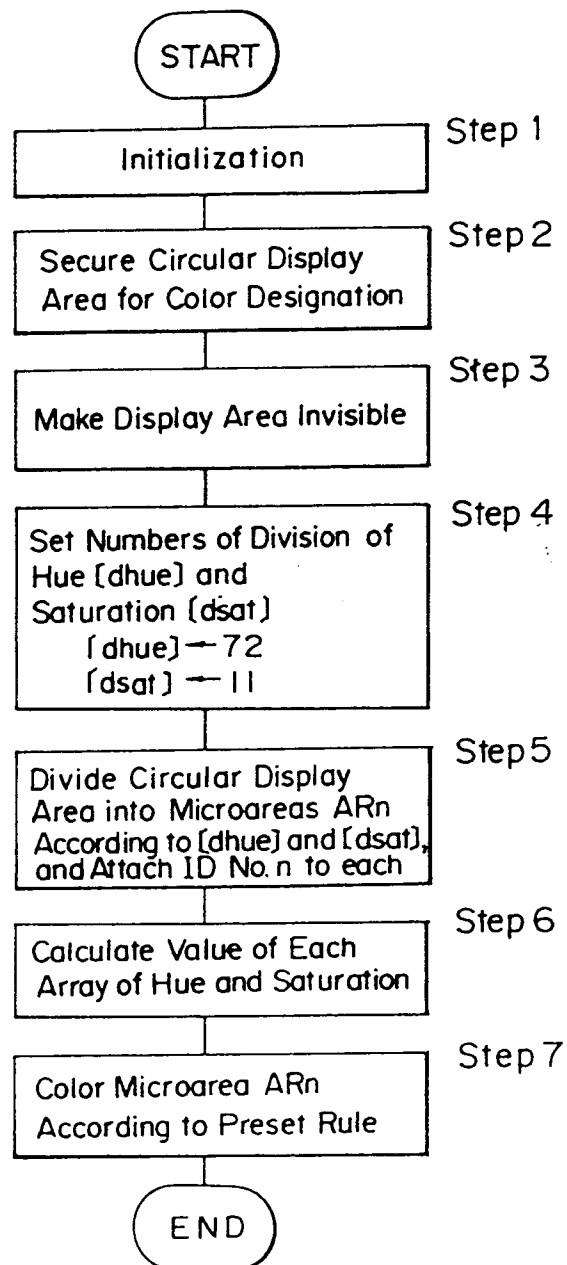 START
Step 1
Initialization
Step 2
Secure Circular Display
Area for Color Designation
Step 3
Make Display Area Invisible
Step 4
Set Numbers of Division of
Hue [dhue] and
Saturation [dsat]
[dhue] ← 72
[dsat] ← 11
Step 5
Divide Circular Display
Area into Microareas ARn
According to [dhue] and [dsat],
and Attach ID No. n to each
Step 6
Calculate Value of Each
Array of Hue and Saturation
Step 7
Color Microarea ARn
According to Preset Rule
END